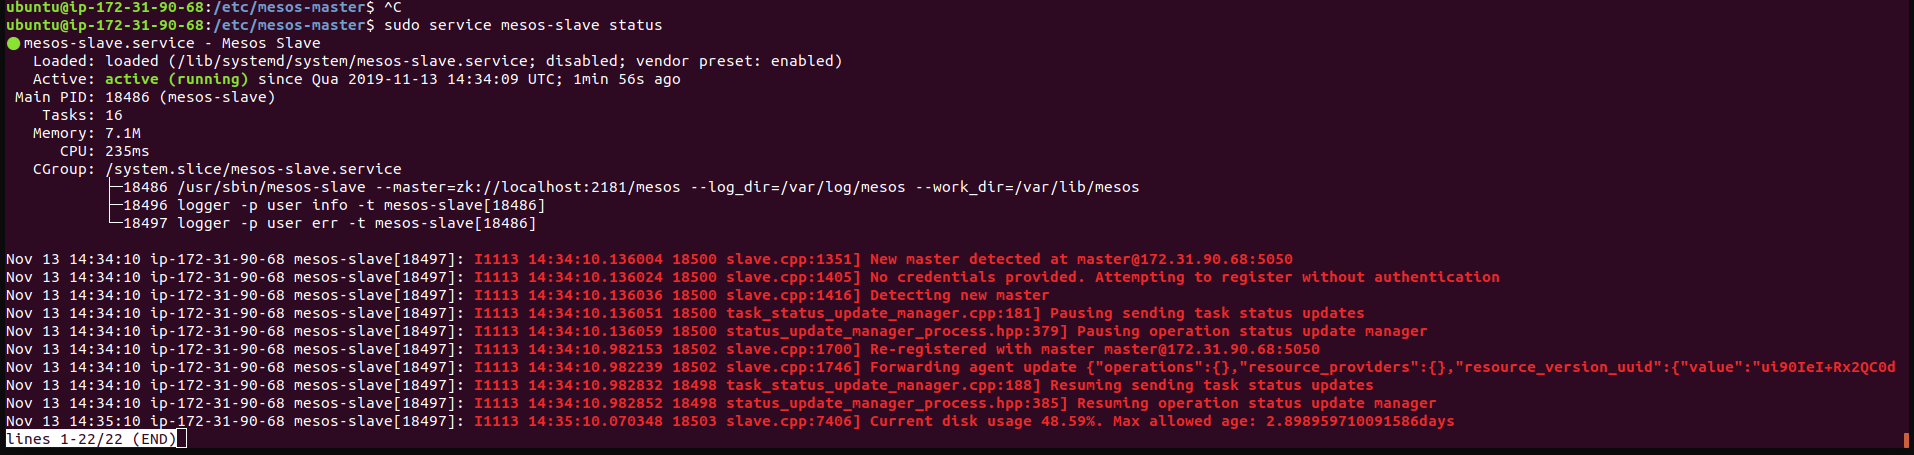 ubuntu@ip-172-31-90-68:/etc/mesos-master$ ^C
ubuntu@ip-172-31-90-68:/etc/mesos-master$ sudo service mesos-slave status
● mesos-slave.service - Mesos Slave
   Loaded: loaded (/lib/systemd/system/mesos-slave.service; disabled; vendor preset: enabled)
   Active: active (running) since Qua 2019-11-13 14:34:09 UTC; 1min 56s ago
 Main PID: 18486 (mesos-slave)
    Tasks: 16
   Memory: 7.1M
      CPU: 235ms
   CGroup: /system.slice/mesos-slave.service
           ├─18486 /usr/sbin/mesos-slave --master=zk://localhost:2181/mesos --log_dir=/var/log/mesos --work_dir=/var/lib/mesos
           ├─18496 logger -p user info -t mesos-slave[18486]
           └─18497 logger -p user err -t mesos-slave[18486]
Nov 13 14:34:10 ip-172-31-90-68 mesos-slave[18497]: I1113 14:34:10.136004 18500 slave.cpp:1351] New master detected at master@172.31.90.68:5050
Nov 13 14:34:10 ip-172-31-90-68 mesos-slave[18497]: I1113 14:34:10.136024 18500 slave.cpp:1405] No credentials provided. Attempting to register without authentication
Nov 13 14:34:10 ip-172-31-90-68 mesos-slave[18497]: I1113 14:34:10.136036 18500 slave.cpp:1416] Detecting new master
Nov 13 14:34:10 ip-172-31-90-68 mesos-slave[18497]: I1113 14:34:10.136051 18500 task_status_update_manager.cpp:181] Pausing sending task status updates
Nov 13 14:34:10 ip-172-31-90-68 mesos-slave[18497]: I1113 14:34:10.136059 18500 status_update_manager_process.hpp:379] Pausing operation status update manager
Nov 13 14:34:10 ip-172-31-90-68 mesos-slave[18497]: I1113 14:34:10.982153 18502 slave.cpp:1700] Re-registered with master master@172.31.90.68:5050
Nov 13 14:34:10 ip-172-31-90-68 mesos-slave[18497]: I1113 14:34:10.982239 18502 slave.cpp:1746] Forwarding agent update {"operations":{},"resource_providers":{},"resource_version_uuid":{"value":"ui90IeI+Rx2QC0d
Nov 13 14:34:10 ip-172-31-90-68 mesos-slave[18497]: I1113 14:34:10.982832 18498 task_status_update_manager.cpp:188] Resuming sending task status updates
Nov 13 14:34:10 ip-172-31-90-68 mesos-slave[18497]: I1113 14:34:10.982852 18498 status_update_manager_process.hpp:385] Resuming operation status update manager
Nov 13 14:35:10 ip-172-31-90-68 mesos-slave[18497]: I1113 14:35:10.070348 18503 slave.cpp:7406] Current disk usage 48.59%. Max allowed age: 2.898959710091586days
lines 1-22/22 (END)